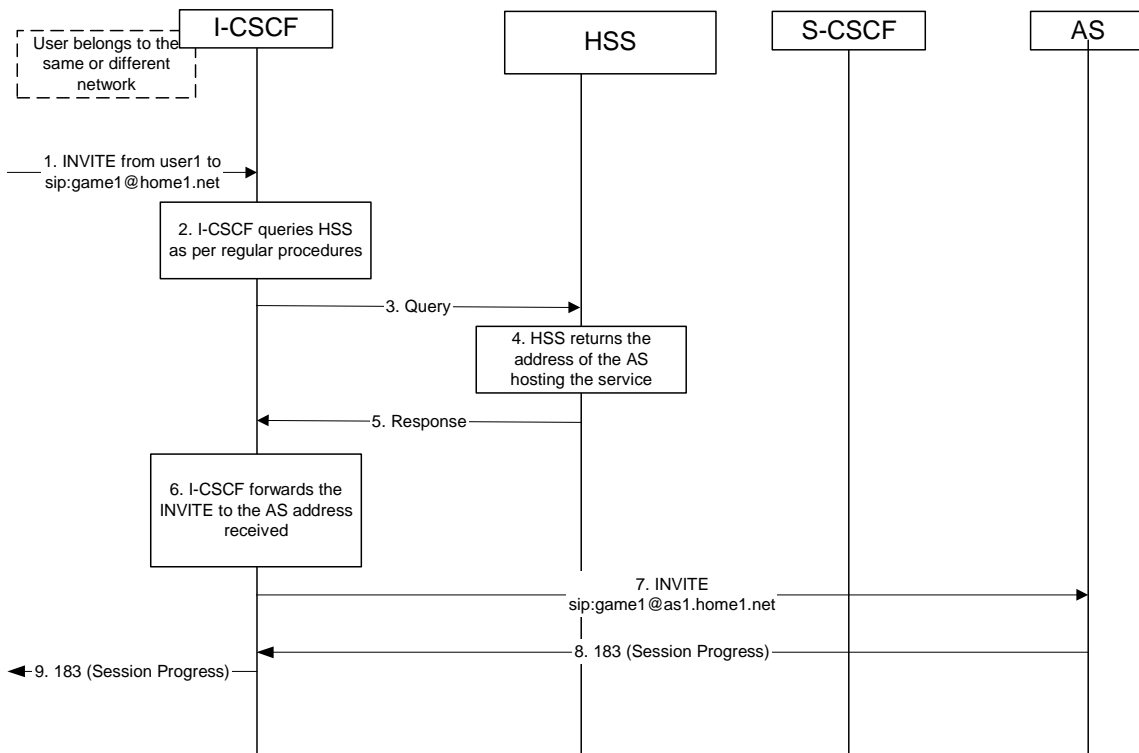 I-CSCF
HSS
S-CSCF
AS
User belongs to the
same or different
network
1. INVITE from user1 to
sip:game1@home1.net
2. I-CSCF queries HSS
as per regular procedures
3. Query
4. HSS returns the
address of the AS
hosting the service
5. Response
6. I-CSCF forwards the
INVITE to the AS address
received
7. INVITE
sip:game1@as1.home1.net
8. 183 (Session Progress)
9. 183 (Session Progress)